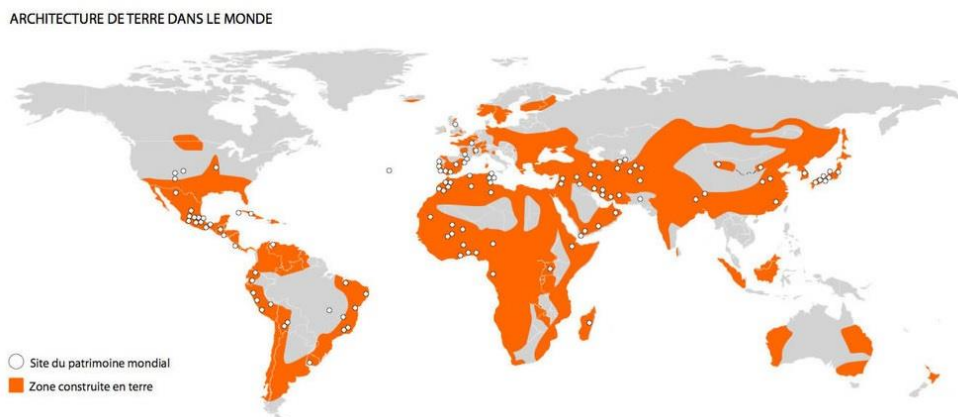 ARCHITECTURE DE TERRE DANS LE MONDE
Site du patrimoine mondial
Zone construite en terre